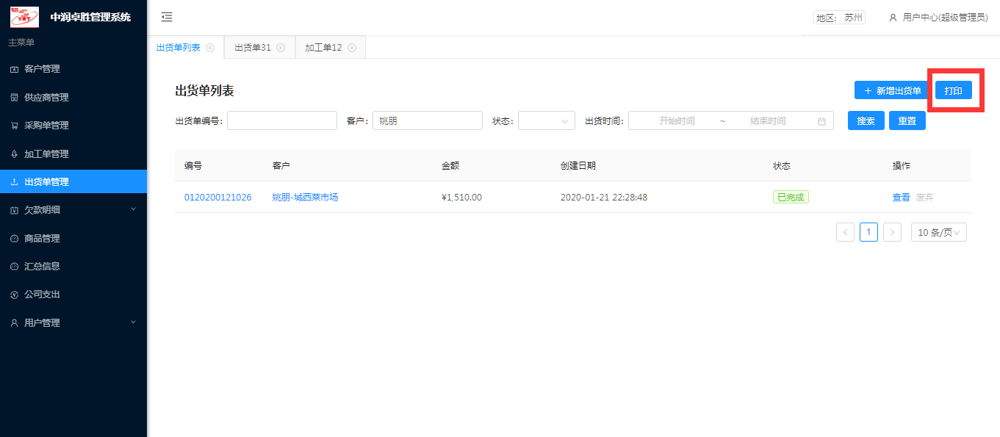 中润卓胜管理系统
地区: 苏州
用户中心(超级管理员)
主菜单
客户管理
供应商管理
采购单管理
加工单管理
出货单管理
欠款明细
商品管理
汇总信息
公司支出
用户管理
出货单列表
出货单31
加工单12
出货单列表
新增出货单
打印
出货单编号:
客户: 姚朋
状态:
出货时间: 开始时间 ~ 结束时间
搜索
重置
编号 客户 金额 创建日期 状态 操作
0120200121026 姚朋-城西菜市场 ¥1,510.00 2020-01-21 22:28:48 已完成 查看 废弃
1
10 条/页